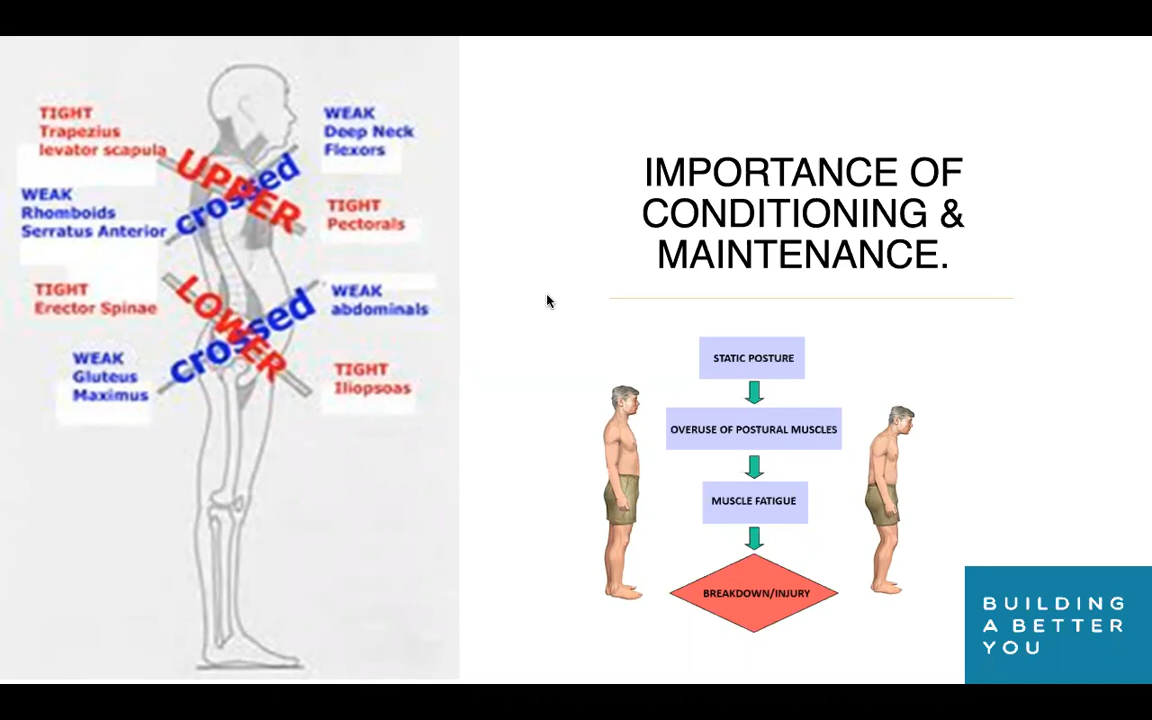 TIGHT
Trapezius
levator scapula
WEAK
Deep Neck
Flexors
UPPER
crossed
WEAK
Rhomboids
Serratus Anterior
TIGHT
Pectorals
TIGHT
Erector Spinae
WEAK
abdominals
LOWER
crossed
WEAK
Gluteus
Maximus
TIGHT
Iliopsoas
IMPORTANCE OF
CONDITIONING &
MAINTENANCE.
STATIC POSTURE
OVERUSE OF POSTURAL MUSCLES
MUSCLE FATIGUE
BREAKDOWN/INJURY
BUILDING
A BETTER
YOU